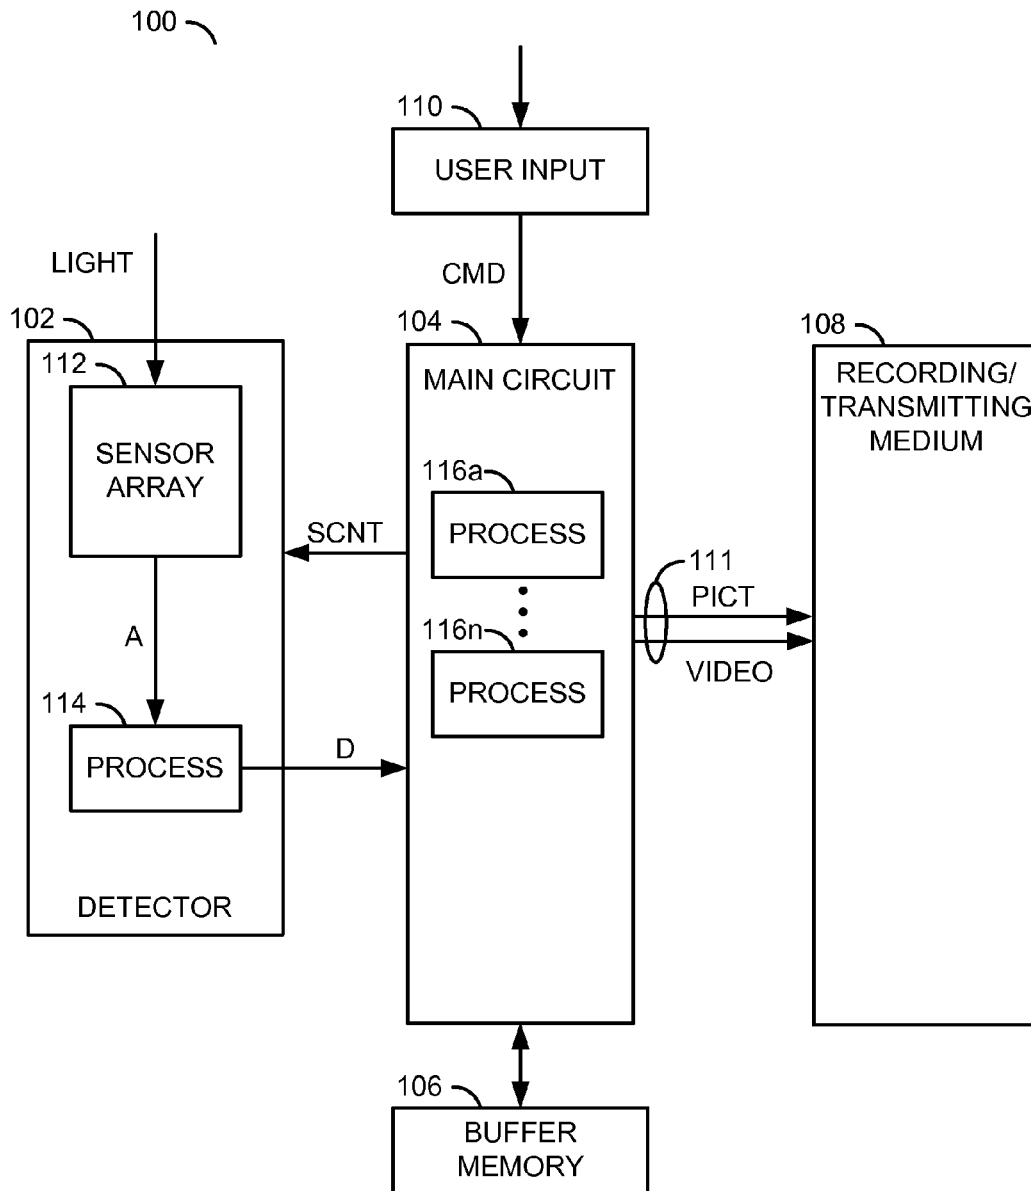 100
110
USER INPUT
CMD
LIGHT
102
112
SENSOR
ARRAY
A
114
PROCESS
D
DETECTOR
SCNT
104
MAIN CIRCUIT
116a
PROCESS
116n
PROCESS
111
PICT
VIDEO
108
RECORDING/
TRANSMITTING
MEDIUM
106
BUFFER
MEMORY